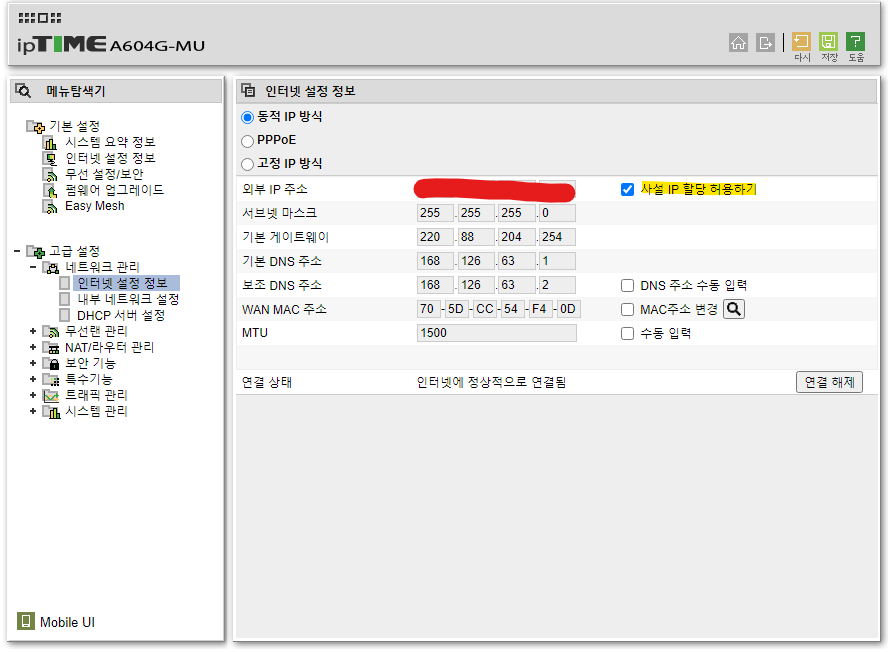 ipTIME A604G-MU
다시 저장 도움
메뉴탐색기
기본 설정
시스템 요약 정보
인터넷 설정 정보
무선 설정/보안
펌웨어 업그레이드
Easy Mesh
고급 설정
네트워크 관리
인터넷 설정 정보
내부 네트워크 설정
DHCP 서버 설정
무선랜 관리
NAT/라우터 관리
보안 기능
특수기능
트래픽 관리
시스템 관리
Mobile UI
인터넷 설정 정보
동적 IP 방식
PPPoE
고정 IP 방식
외부 IP 주소 사설 IP 할당 허용하기
서브넷 마스크 255 . 255 . 255 . 0
기본 게이트웨이 220 . 88 . 204 . 254
기본 DNS 주소 168 . 126 . 63 . 1
보조 DNS 주소 168 . 126 . 63 . 2 DNS 주소 수동 입력
WAN MAC 주소 70 - 5D - CC - 54 - F4 - 0D MAC주소 변경
MTU 1500 수동 입력
연결 상태 인터넷에 정상적으로 연결됨 연결 해제